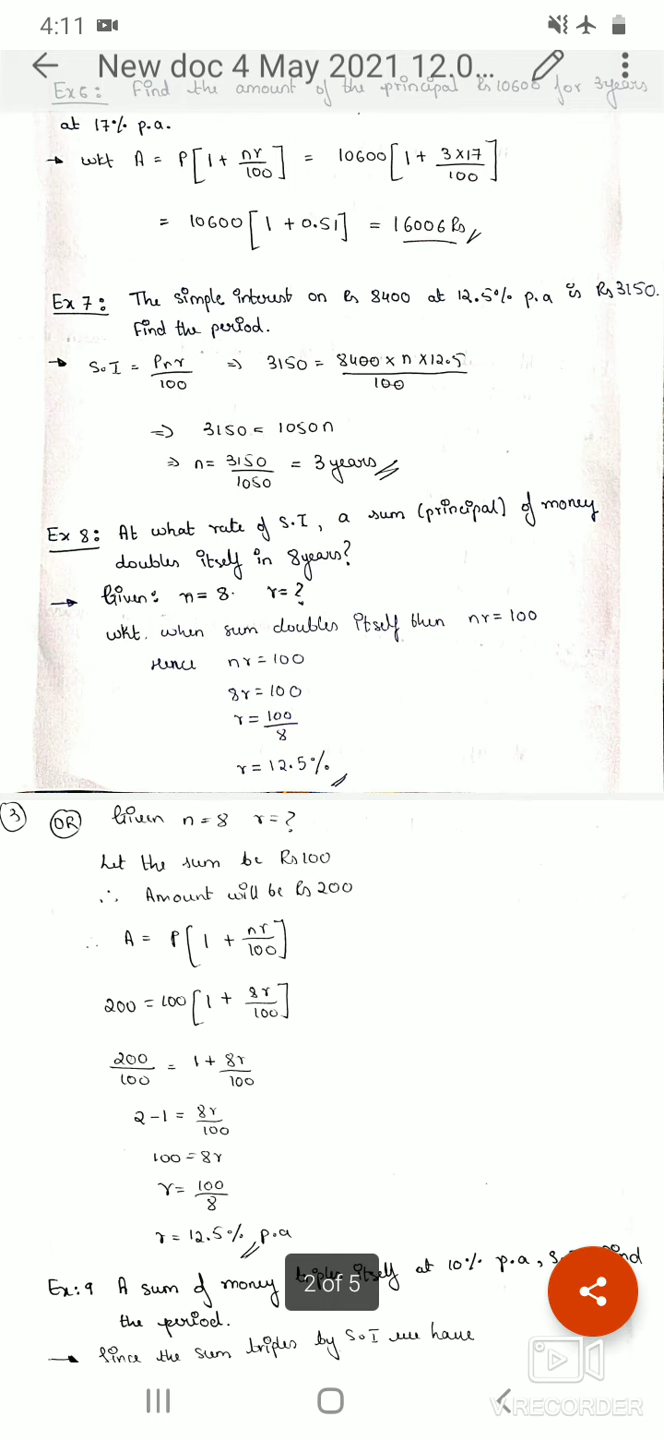 4:11
New doc 4 May 2021 12.0...
Ex 6: Find the amount of the principal Rs 10600 for 3 years
at 17% p.a.
→ wkt A = P[1 + nr/100] = 10600[1 + 3×17/100]
= 10600[1 + 0.51] = 16006 Rs
Ex 7: The simple interest on Rs 8400 at 12.5% p.a is Rs 3150.
Find the period.
→ S.I = Pnr/100 ⇒ 3150 = 8400 × n × 12.5/100
⇒ 3150 = 1050n
⇒ n = 3150/1050 = 3 years
Ex 8: At what rate of S.I, a sum (principal) of money
doubles itself in 8 years?
→ Given: n = 8. r = ?
wkt. when sum doubles itself then nr = 100
Hence nr = 100
8r = 100
r = 100/8
r = 12.5%
3 OR Given n = 8 r = ?
Let the sum be Rs 100
∴ Amount will be Rs 200
∴ A = P[1 + nr/100]
200 = 100[1 + 8r/100]
200/100 = 1 + 8r/100
2 - 1 = 8r/100
100 = 8r
r = 100/8
r = 12.5% p.a
Ex: 9 A sum of money triples itself at 10% p.a,
2 of 5
the period.
→ Since the sum triples by S.I we have
V RECORDER